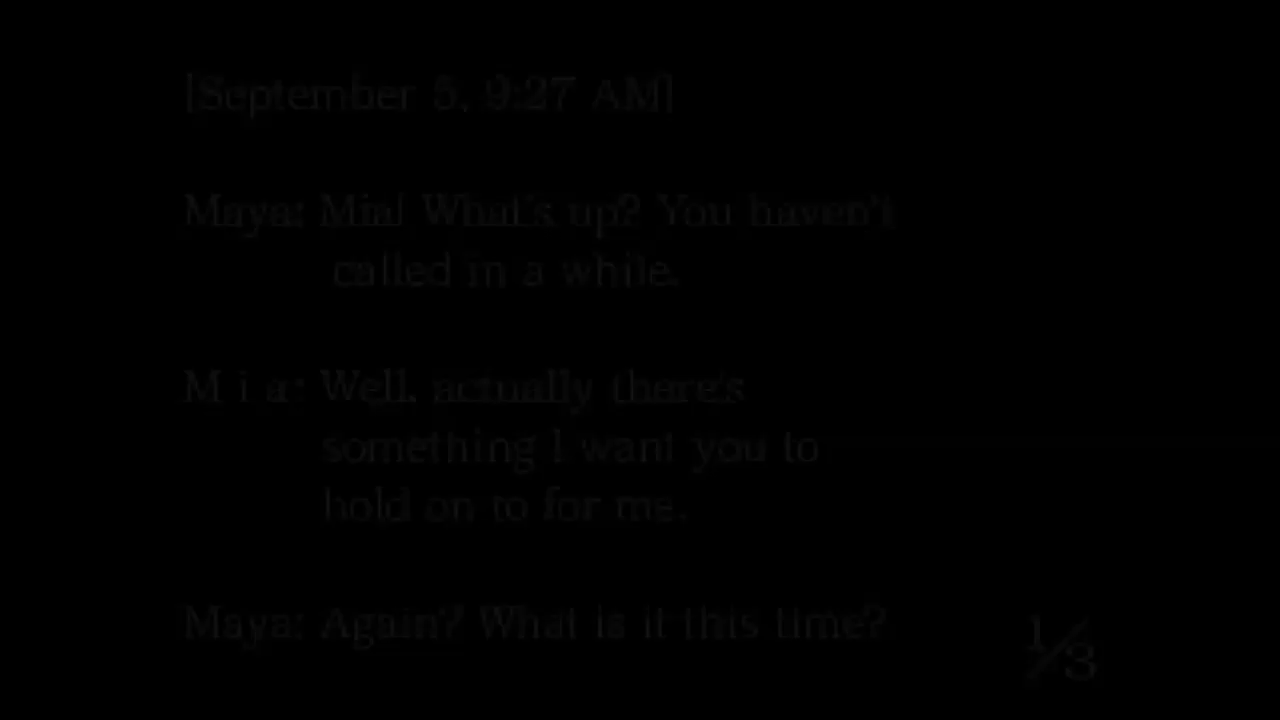 [September 5, 9:27 AM]
Maya: Mia! What's up? You haven't
called in a while.
M i a: Well, actually there's
something I want you to
hold on to for me.
Maya: Again? What is it this time?
1/3